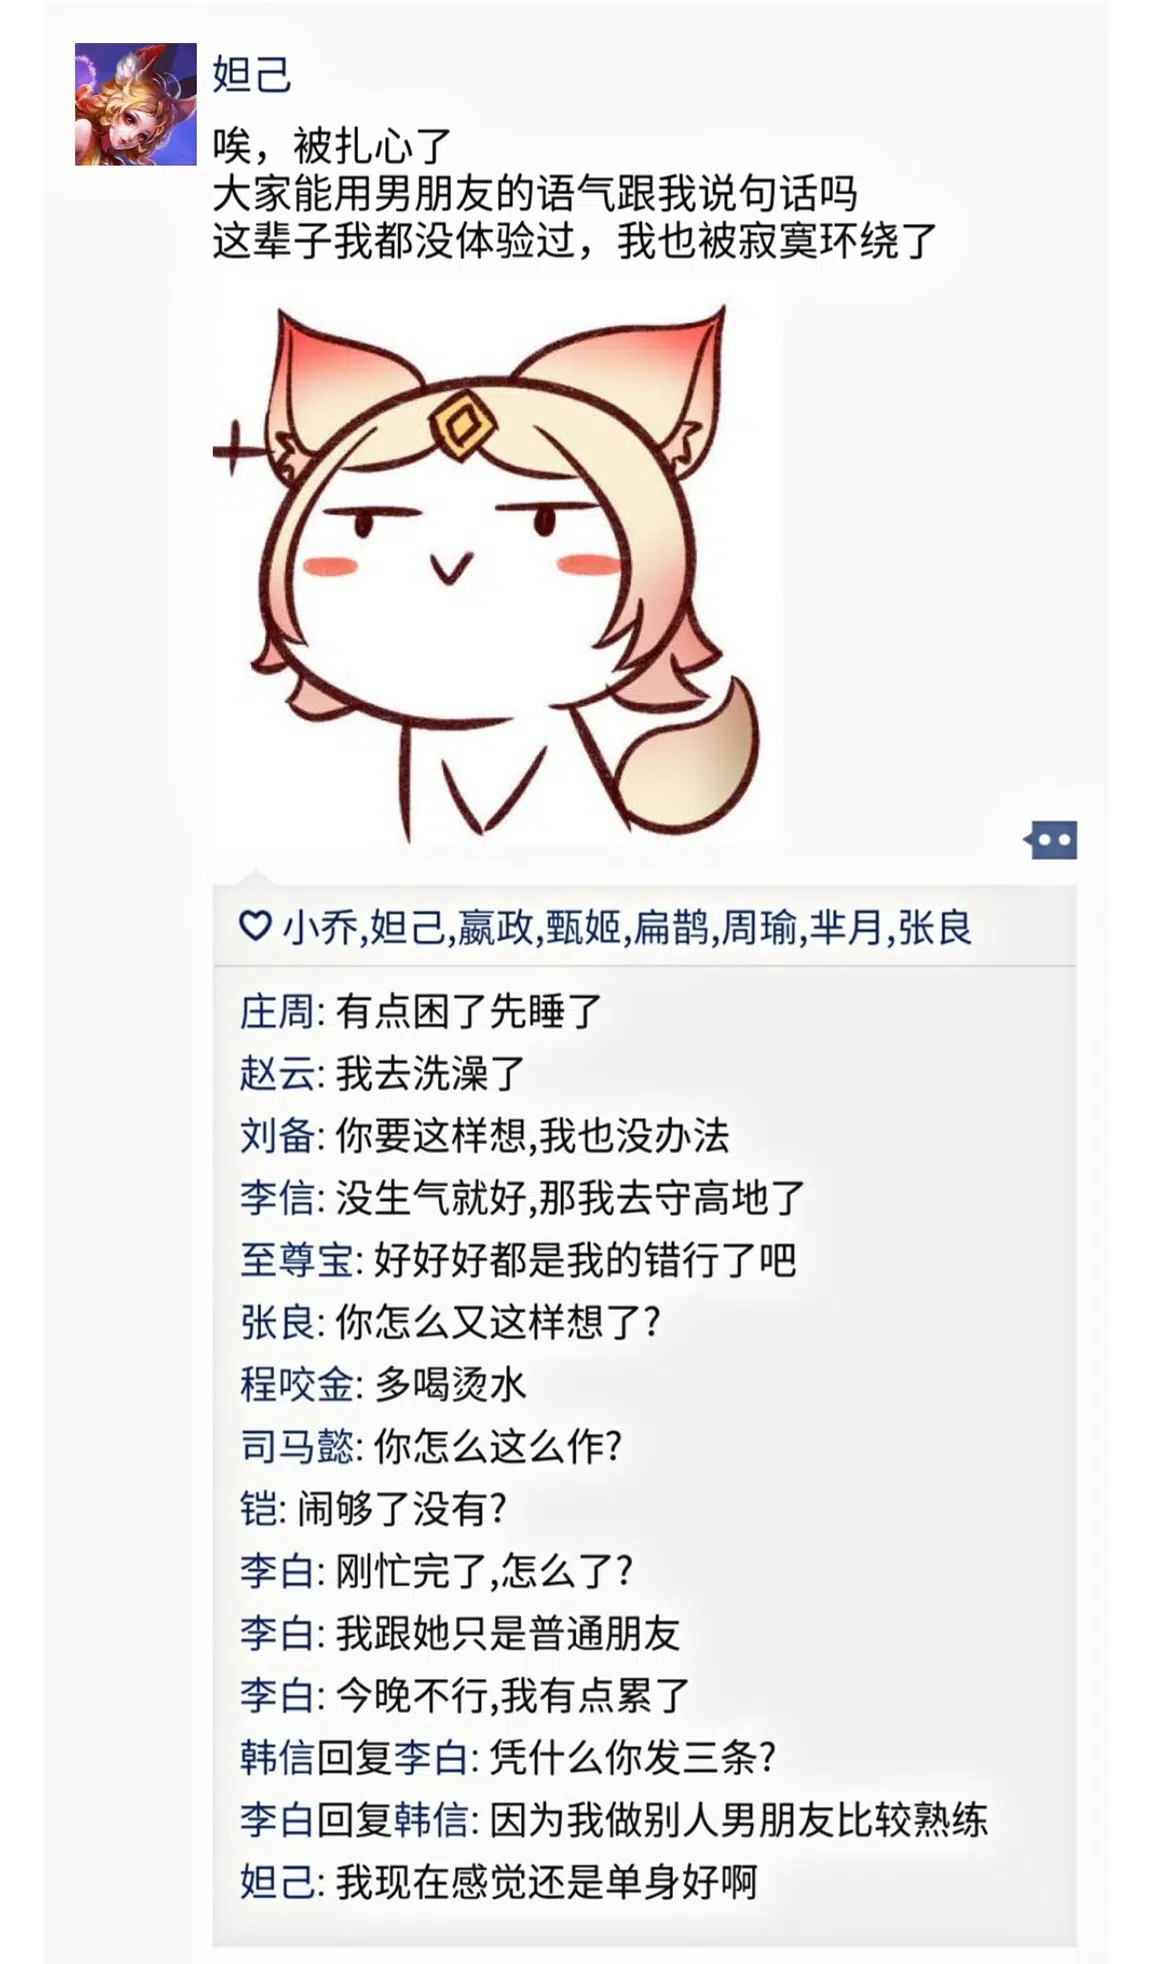 妲己
唉，被扎心了
大家能用男朋友的语气跟我说句话吗
这辈子我都没体验过，我也被寂寞环绕了
小乔,妲己,嬴政,甄姬,扁鹊,周瑜,芈月,张良
庄周: 有点困了先睡了
赵云: 我去洗澡了
刘备: 你要这样想,我也没办法
李信: 没生气就好,那我去守高地了
至尊宝: 好好好都是我的错行了吧
张良: 你怎么又这样想了?
程咬金: 多喝烫水
司马懿: 你怎么这么作?
铠: 闹够了没有?
李白: 刚忙完了,怎么了?
李白: 我跟她只是普通朋友
李白: 今晚不行,我有点累了
韩信回复李白: 凭什么你发三条?
李白回复韩信: 因为我做别人男朋友比较熟练
妲己: 我现在感觉还是单身好啊